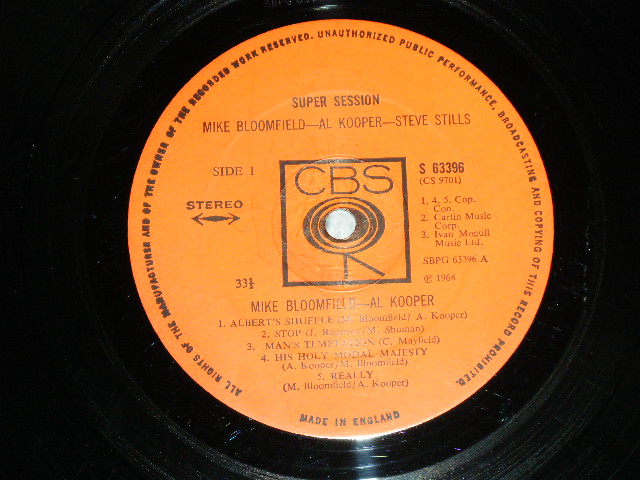 ALL RIGHTS OF THE MANUFACTURER AND OF THE OWNER OF THE RECORDED WORK RESERVED. UNAUTHORIZED PUBLIC PERFORMANCE, BROADCASTING AND COPYING OF THIS RECORD PROHIBITED.
SUPER SESSION
MIKE BLOOMFIELD—AL KOOPER—STEVE STILLS
SIDE 1
CBS
S 63396
(CS 9701)
STEREO
1, 4, 5. Cop. Con.
2. Carlin Music Corp.
3. Ivan Mogull Music Ltd.
SBPG 63396 A
33⅓
℗ 1968
MIKE BLOOMFIELD—AL KOOPER
1. ALBERT'S SHUFFLE (M. Bloomfield/ A. Kooper)
2. STOP (J. Ragovoy/M. Shuman)
3. MAN'S TEMPTATION (C. Mayfield)
4. HIS HOLY MODAL MAJESTY
(A. Kooper/M. Bloomfield)
5. REALLY
(M. Bloomfield/A. Kooper)
MADE IN ENGLAND